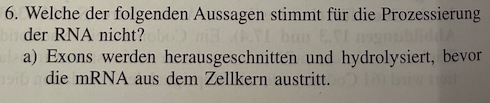 6. Welche der folgenden Aussagen stimmt für die Prozessierung
der RNA nicht?
a) Exons werden herausgeschnitten und hydrolysiert, bevor
die mRNA aus dem Zellkern austritt.